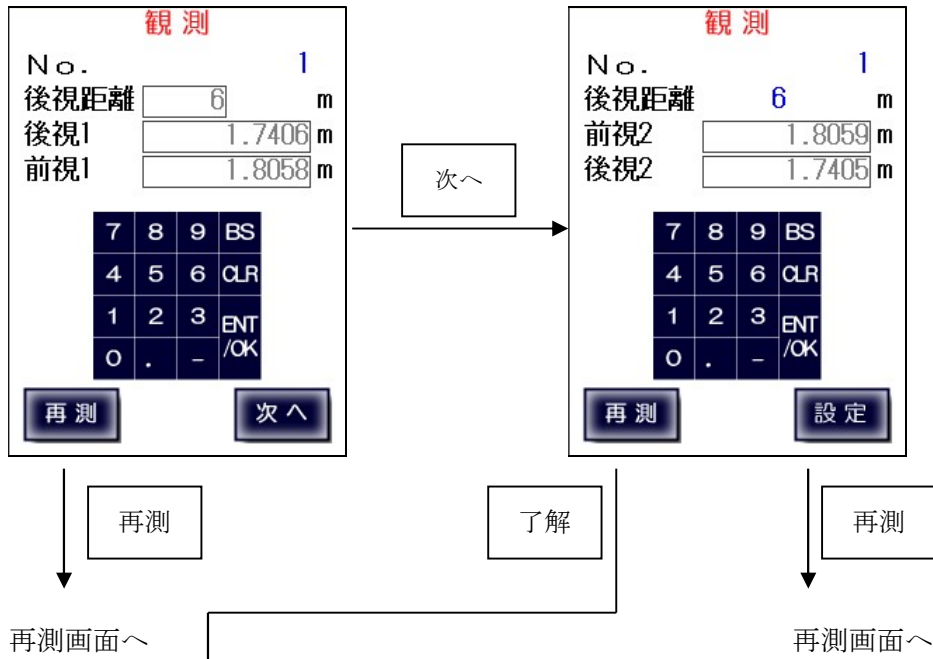 観測
No. 1
後視距離 6 m
後視1 1.7406 m
前視1 1.8058 m
7 8 9 BS
4 5 6 CLR
1 2 3 ENT/OK
0 . -
再測 次へ
次へ
観測
No. 1
後視距離 6 m
前視2 1.8059 m
後視2 1.7405 m
7 8 9 BS
4 5 6 CLR
1 2 3 ENT/OK
0 . -
再測 設定
再測
了解
再測
再測画面へ
再測画面へ